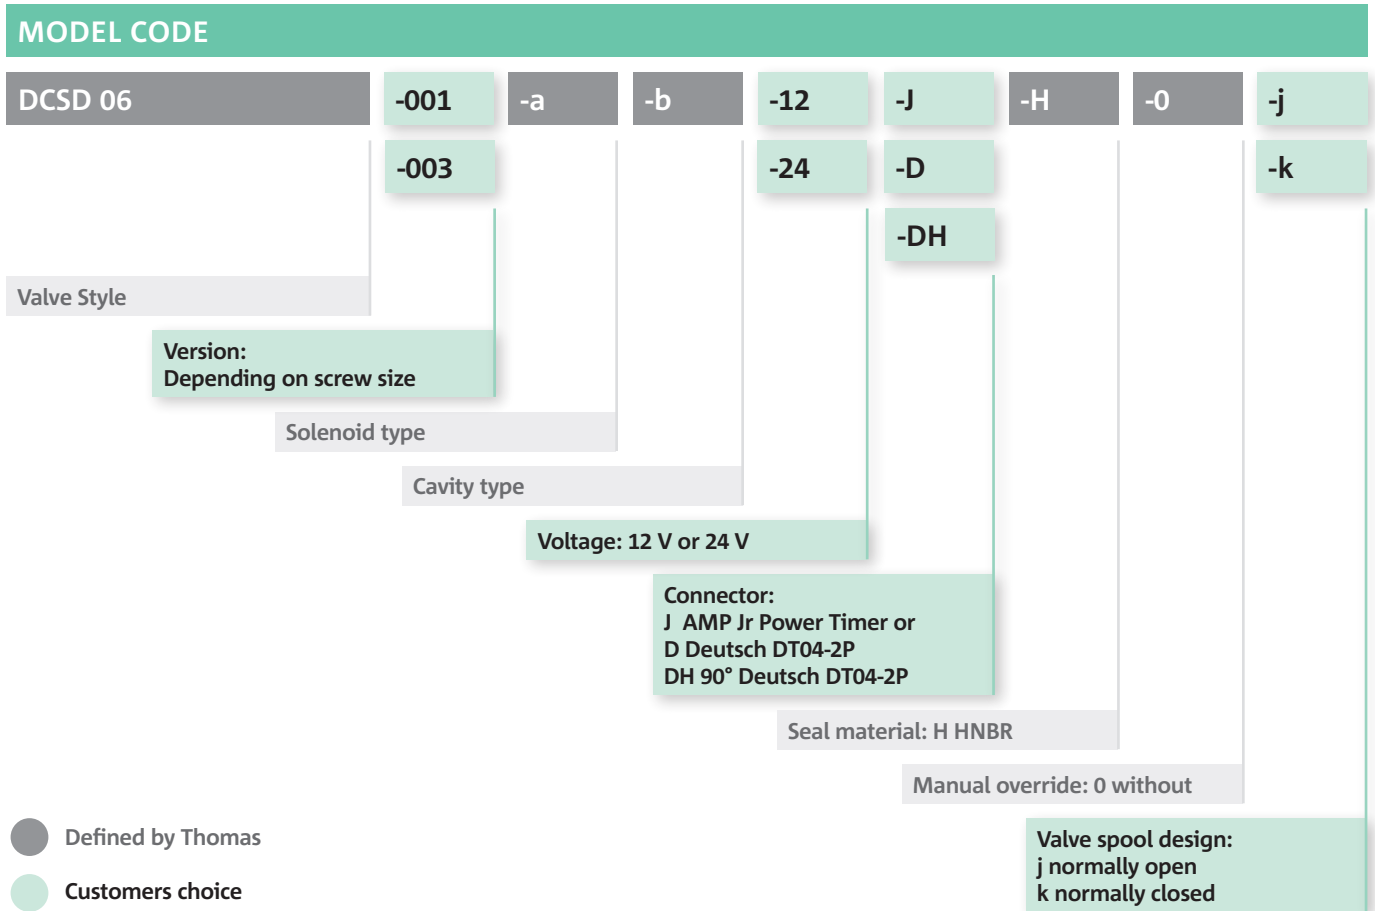 MODEL CODE
DCSD 06 -001 -a -b -12 -J -H -0 -j
-003 -24 -D -k
-DH
Valve Style
Version:
Depending on screw size
Solenoid type
Cavity type
Voltage: 12 V or 24 V
Connector:
J AMP Jr Power Timer or
D Deutsch DT04-2P
DH 90° Deutsch DT04-2P
Seal material: H HNBR
Manual override: 0 without
Defined by Thomas
Customers choice
Valve spool design:
j normally open
k normally closed